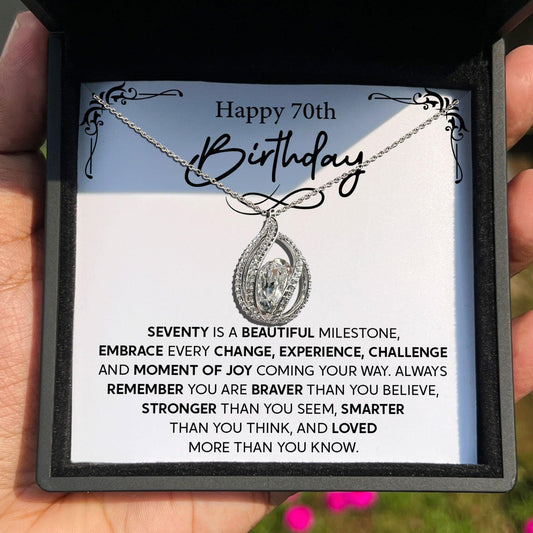 Happy 70th
Birthday
SEVENTY IS A BEAUTIFUL MILESTONE,
EMBRACE EVERY CHANGE, EXPERIENCE, CHALLENGE
AND MOMENT OF JOY COMING YOUR WAY. ALWAYS
REMEMBER YOU ARE BRAVER THAN YOU BELIEVE,
STRONGER THAN YOU SEEM, SMARTER
THAN YOU THINK, AND LOVED
MORE THAN YOU KNOW.